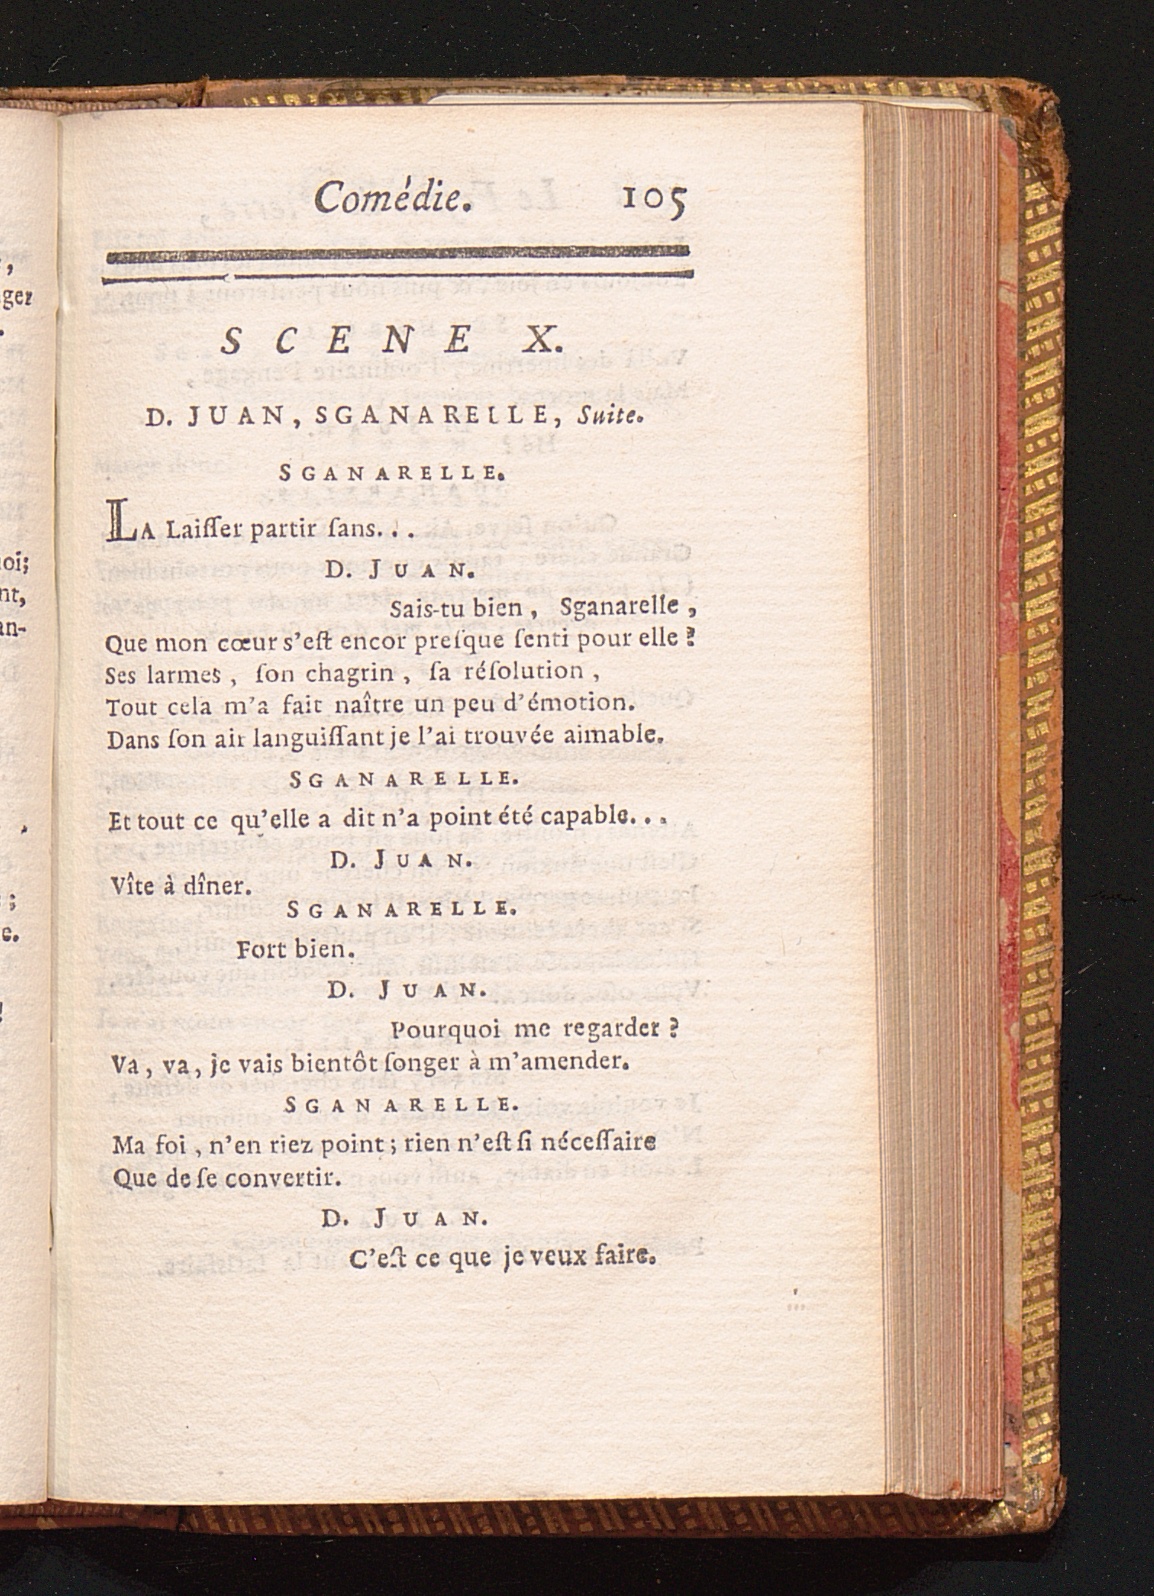 Comédie. 105
SCENE X.
D. JUAN, SGANARELLE, Suite.
SGANARELLE.
LA Laiſſer partir ſans...
D. JUAN.
Sais-tu bien, Sganarelle,
Que mon cœur s'eſt encor preſque ſenti pour elle?
Ses larmes, ſon chagrin, ſa réſolution,
Tout cela m'a fait naître un peu d'émotion.
Dans ſon air languiſſant je l'ai trouvée aimable.
SGANARELLE.
Et tout ce qu'elle a dit n'a point été capable...
D. JUAN.
Vîte à dîner.
SGANARELLE.
Fort bien.
D. JUAN.
Pourquoi me regarder?
Va, va, je vais bientôt ſonger à m'amender.
SGANARELLE.
Ma foi, n'en riez point; rien n'eſt ſi néceſſaire
Que de ſe convertir.
D. JUAN.
C'eſt ce que je veux faire.